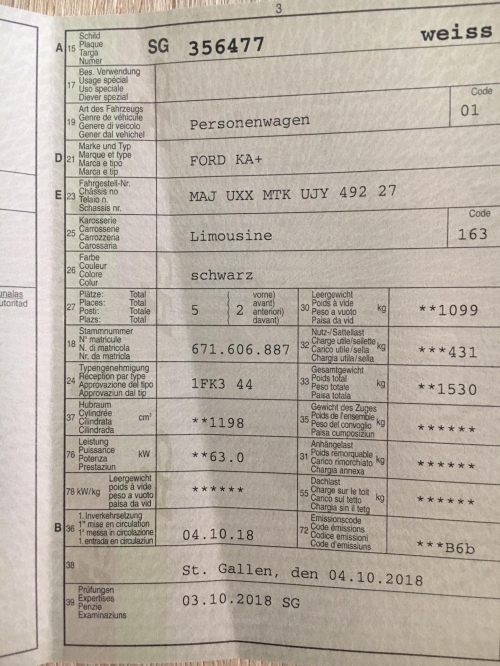 3
A 15 Schild
Plaque
Targa
Numer
SG 356477 weiss
17 Bes. Verwendung
Usage spécial
Uso speciale
Diever spezial
19 Art des Fahrzeugs
Genre de véhicule
Genere di veicolo
Gener dal vehichel
Personenwagen
Code
01
D 21 Marke und Typ
Marque et type
Marca e tipo
Marca e tip
FORD KA+
E 23 Fahrgestell-Nr.
Châssis no
Telaio n.
Schassis nr.
MAJ UXX MTK UJY 492 27
25 Karosserie
Carrosserie
Carrozzeria
Carossaria
Limousine
Code
163
26 Farbe
Couleur
Colore
Colur
schwarz
27 Plätze: Total
Places: Total
Posti: Totale
Plazs: Total
5 ( 2 vorne)
avant)
anteriori)
davant)
30 Leergewicht
Poids à vide
Peso a vuoto
Paisa da vid
kg
**1099
18 Stammnummer
N° matricule
N. di matricola
Nr. da matricla
671.606.887
32 Nutz-/Sattellast
Charge utile/sellette
Carico utile/sella
Chargia utila/sella
kg
***431
24 Typengenehmigung
Réception par type
Approvazione del tipo
Approvaziun dal tip
1FK3 44
33 Gesamtgewicht
Poids total
Peso totale
Paisa totala
kg
**1530
37 Hubraum
Cylindrée
Cilindrata
Cilindrada
cm³
**1198
35 Gewicht des Zuges
Poids de l'ensemble
Peso del convoglio
Paisa cumposiziun
kg
******
76 Leistung
Puissance
Potenza
Prestaziun
kW
**63.0
31 Anhängelast
Poids remorquable
Carico rimorchiato
Chargia annexa
kg
******
78 kW/kg Leergewicht
poids à vide
peso a vuoto
paisa da vid
******
55 Dachlast
Charge sur le toit
Carico sul tetto
Chargia sin il tetg
kg
******
B 36 1. Inverkehrsetzung
1re mise en circulation
1a messa in circolazione
1. entrada en circulaziun
04.10.18
72 Emissionscode
Code émissions
Codice emissioni
Code d'emissiuns
***B6b
38
St. Gallen, den 04.10.2018
39 Prüfungen
Expertises
Perizie
Examinaziuns
03.10.2018 SG